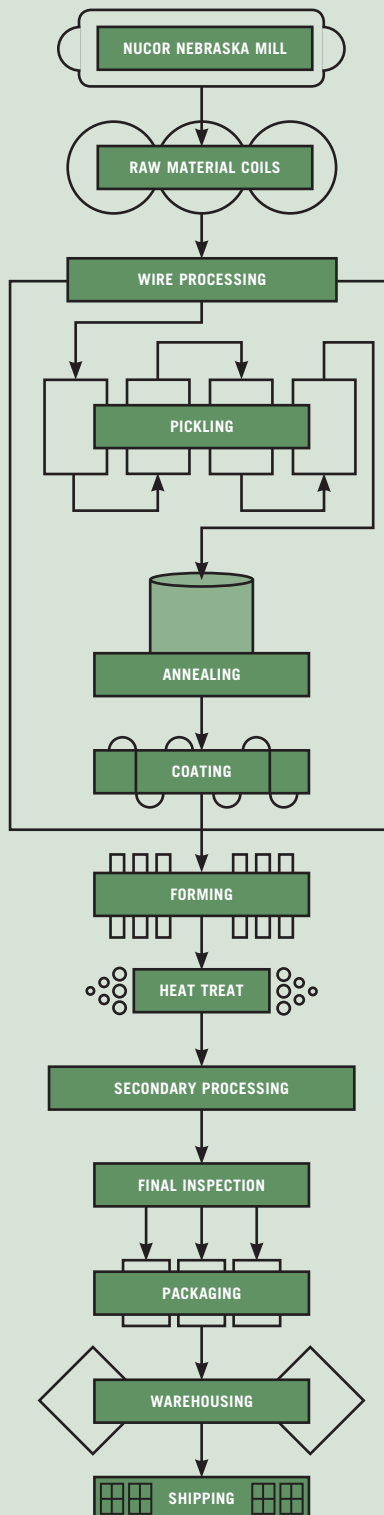 NUCOR NEBRASKA MILL
RAW MATERIAL COILS
WIRE PROCESSING
PICKLING
ANNEALING
COATING
FORMING
HEAT TREAT
SECONDARY PROCESSING
FINAL INSPECTION
PACKAGING
WAREHOUSING
SHIPPING